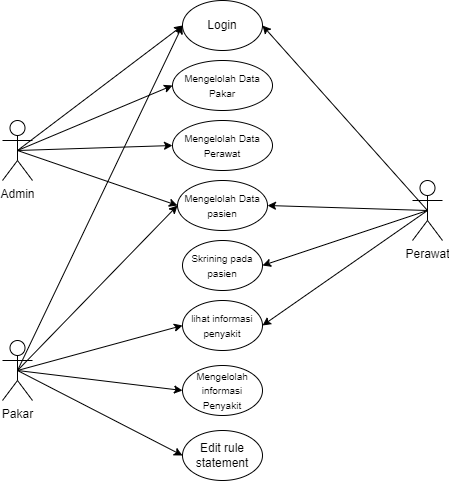 Login
Mengelolah Data
Pakar
Mengelolah Data
Perawat
Admin
Mengelolah Data
pasien
Perawat
Skrining pada
pasien
lihat informasi
penyakit
Mengelolah
informasi
Penyakit
Pakar
Edit rule
statement